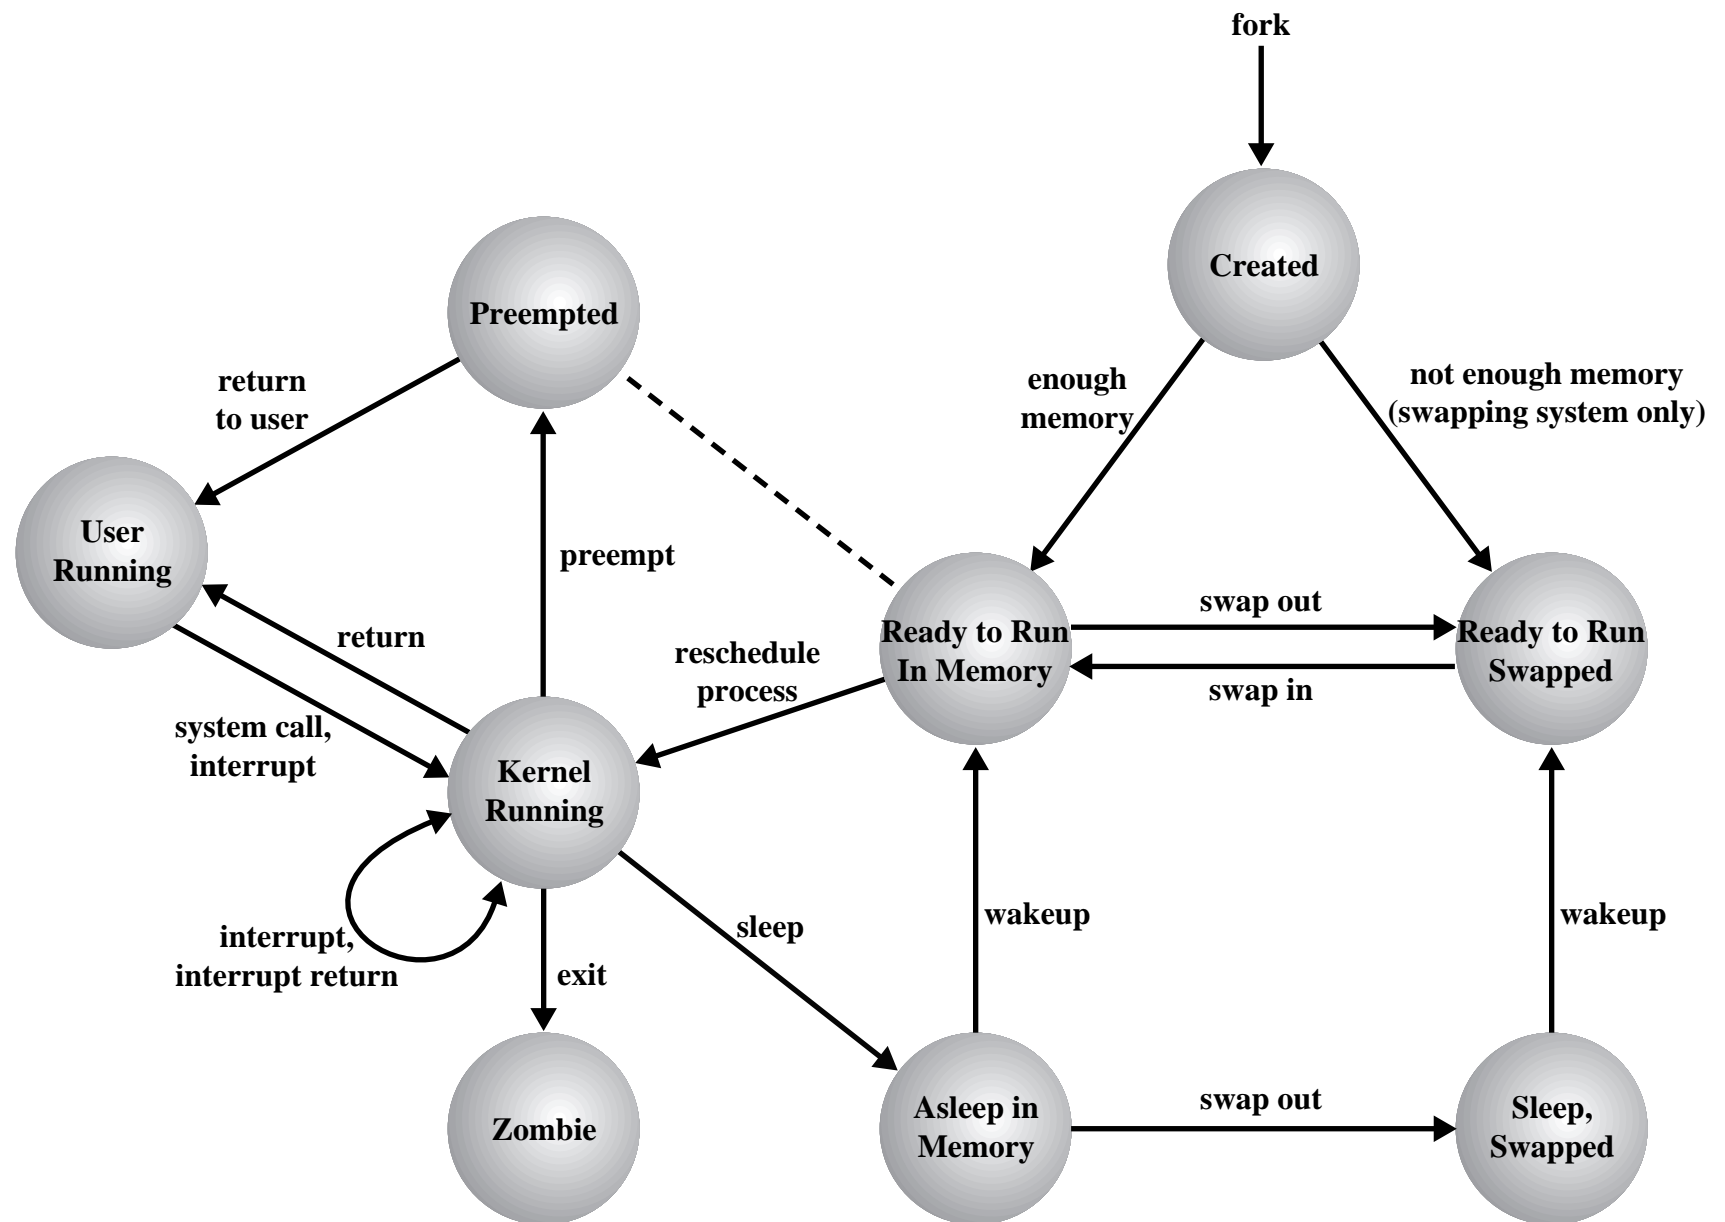 fork
Created
Preempted
return
to user
enough
memory
not enough memory
(swapping system only)
User
Running
preempt
return
swap out
Ready to Run
In Memory
Ready to Run
Swapped
reschedule
process
swap in
system call,
interrupt
Kernel
Running
sleep
wakeup
wakeup
interrupt,
interrupt return
exit
Zombie
Asleep in
Memory
swap out
Sleep,
Swapped